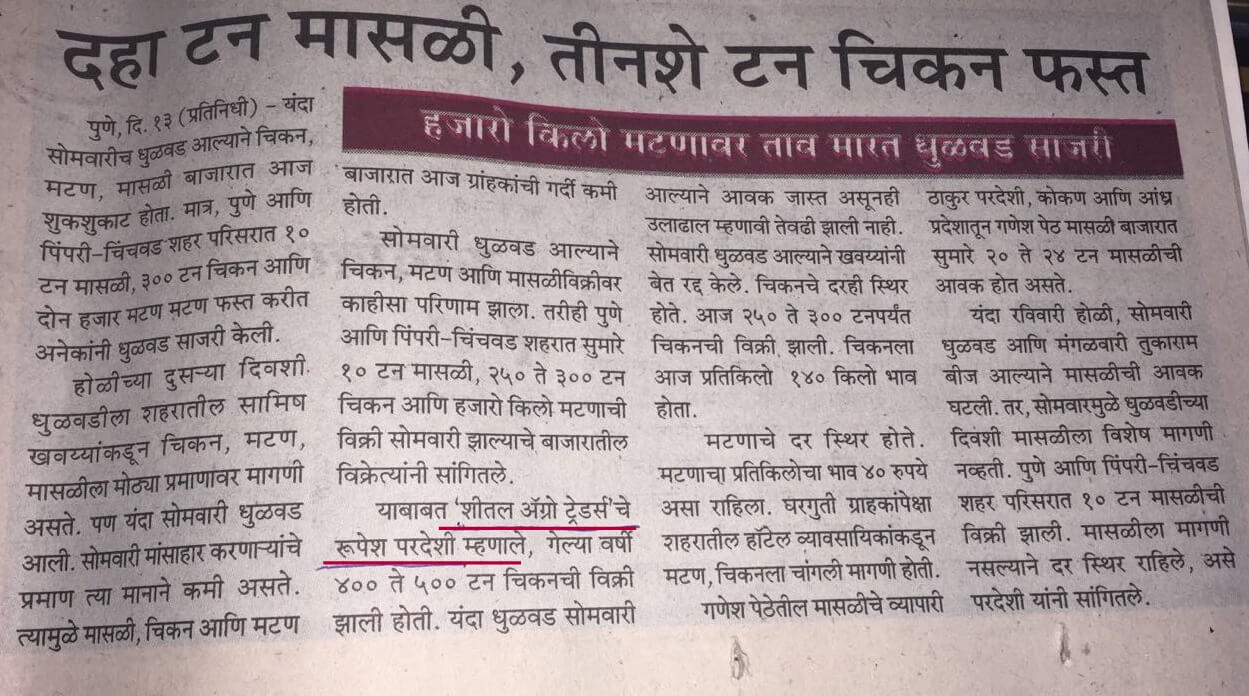 दहा टन मासळी, तीनशे टन चिकन फस्त
हजारो किलो मटणावर ताव मारत धुळवड साजरी
पुणे, दि. १३ (प्रतिनिधी) – यंदा
सोमवारीच धुळवड आल्याने चिकन,
मटण, मासळी बाजारात आज
शुकशुकाट होता. मात्र, पुणे आणि
पिंपरी-चिंचवड शहर परिसरात १०
टन मासळी, ३०० टन चिकन आणि
दोन हजार मटण मटण फस्त करीत
अनेकांनी धुळवड साजरी केली.
होळीच्या दुसऱ्या दिवशी
धुळवडीला शहरातील सामिष
खवय्यांकडून चिकन, मटण,
मासळीला मोठ्या प्रमाणावर मागणी
असते. पण यंदा सोमवारी धुळवड
आली. सोमवारी मांसाहार करणाऱ्यांचे
प्रमाण त्या मानाने कमी असते.
त्यामुळे मासळी, चिकन आणि मटण
बाजारात आज ग्रांहकांची गर्दी कमी
होती.
सोमवारी धुळवड आल्याने
चिकन, मटण आणि मासळीविक्रीवर
काहीसा परिणाम झाला. तरीही पुणे
आणि पिंपरी-चिंचवड शहरात सुमारे
१० टन मासळी, २५० ते ३०० टन
चिकन आणि हजारो किलो मटणाची
विक्री सोमवारी झाल्याचे बाजारातील
विक्रेत्यांनी सांगितले.
याबाबत ‘शीतल ॲग्रो ट्रेडर्स’चे
रूपेश परदेशी म्हणाले, गेल्या वर्षी
४०० ते ५०० टन चिकनची विक्री
झाली होती. यंदा धुळवड सोमवारी
आल्याने आवक जास्त असूनही
उलाढाल म्हणावी तेवढी झाली नाही.
सोमवारी धुळवड आल्याने खवय्यांनी
बेत रद्द केले. चिकनचे दरही स्थिर
होते. आज २५० ते ३०० टनपर्यंत
चिकनची विक्री झाली. चिकनला
आज प्रतिकिलो १४० किलो भाव
होता.
मटणाचे दर स्थिर होते.
मटणाचा प्रतिकिलोचा भाव ४० रुपये
असा राहिला. घरगुती ग्राहकांपेक्षा
शहरातील हॉटेल व्यावसायिकांकडून
मटण, चिकनला चांगली मागणी होती.
गणेश पेठेतील मासळीचे व्यापारी
ठाकुर परदेशी, कोकण आणि आंध्र
प्रदेशातून गणेश पेठ मासळी बाजारात
सुमारे २० ते २४ टन मासळीची
आवक होत असते.
यंदा रविवारी होळी, सोमवारी
धुळवड आणि मंगळवारी तुकाराम
बीज आल्याने मासळीची आवक
घटली. तर, सोमवारमुळे धुळवडीच्या
दिवशी मासळीला विशेष मागणी
नव्हती. पुणे आणि पिंपरी-चिंचवड
शहर परिसरात १० टन मासळीची
विक्री झाली. मासळीला मागणी
नसल्याने दर स्थिर राहिले, असे
परदेशी यांनी सांगितले.